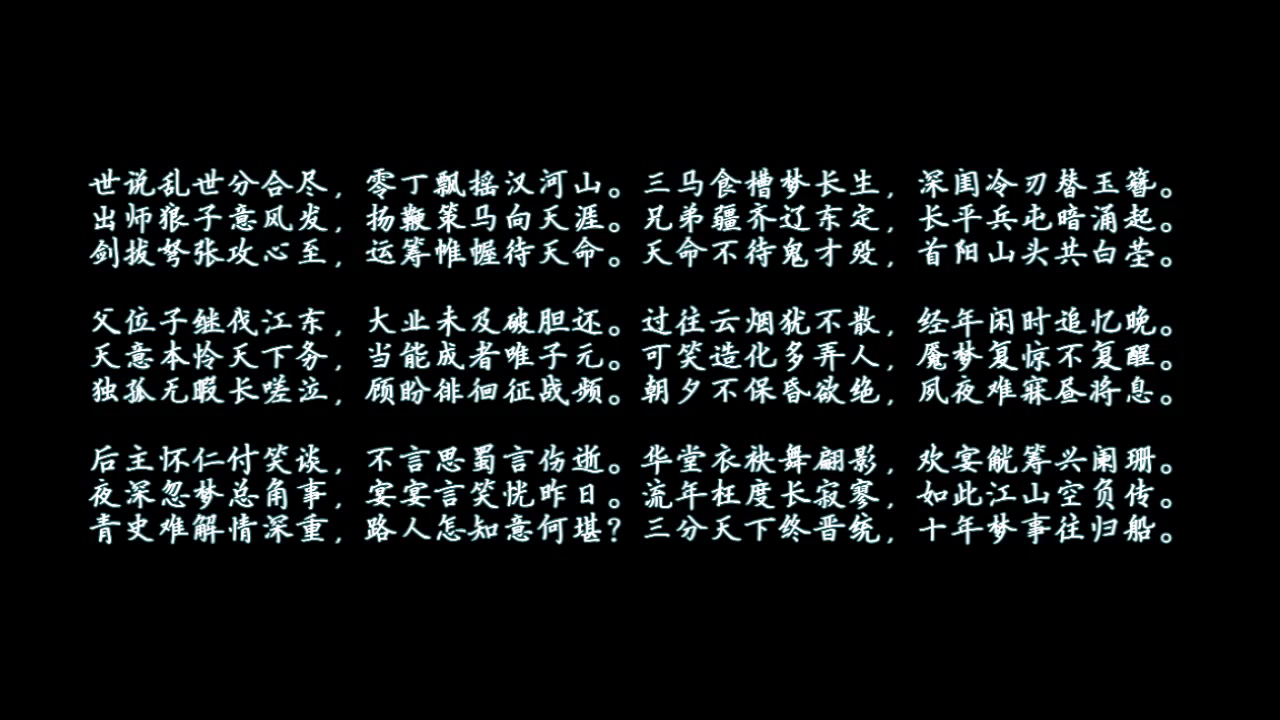 世说乱世分合尽，零丁飘摇汉河山。三马食槽梦长生，深闺冷刃替玉簪。
出师狼子意风发，扬鞭策马向天涯。兄弟疆齐辽东定，长平兵屯暗涌起。
剑拔弩张攻心至，运筹帷幄待天命。天命不待鬼才殁，首阳山头共白茔。
父位子继伐江东，大业未及破胆还。过往云烟犹不散，经年闲时追忆晚。
天意本怜天下务，当能成者唯子元。可笑造化多弄人，魇梦复惊不复醒。
独孤无暇长嗟泣，顾盼徘徊征战频。朝夕不保昏欲绝，夙夜难寐昼将息。
后主怀仁付笑谈，不言思蜀言伤逝。华堂衣袂舞翩影，欢宴觥筹兴阑珊。
夜深忽梦总角事，宴宴言笑恍昨日。流年枉度长寂寥，如此江山空负传。
青史难解情深重，路人怎知意何堪？三分天下终晋统，十年梦事往归船。